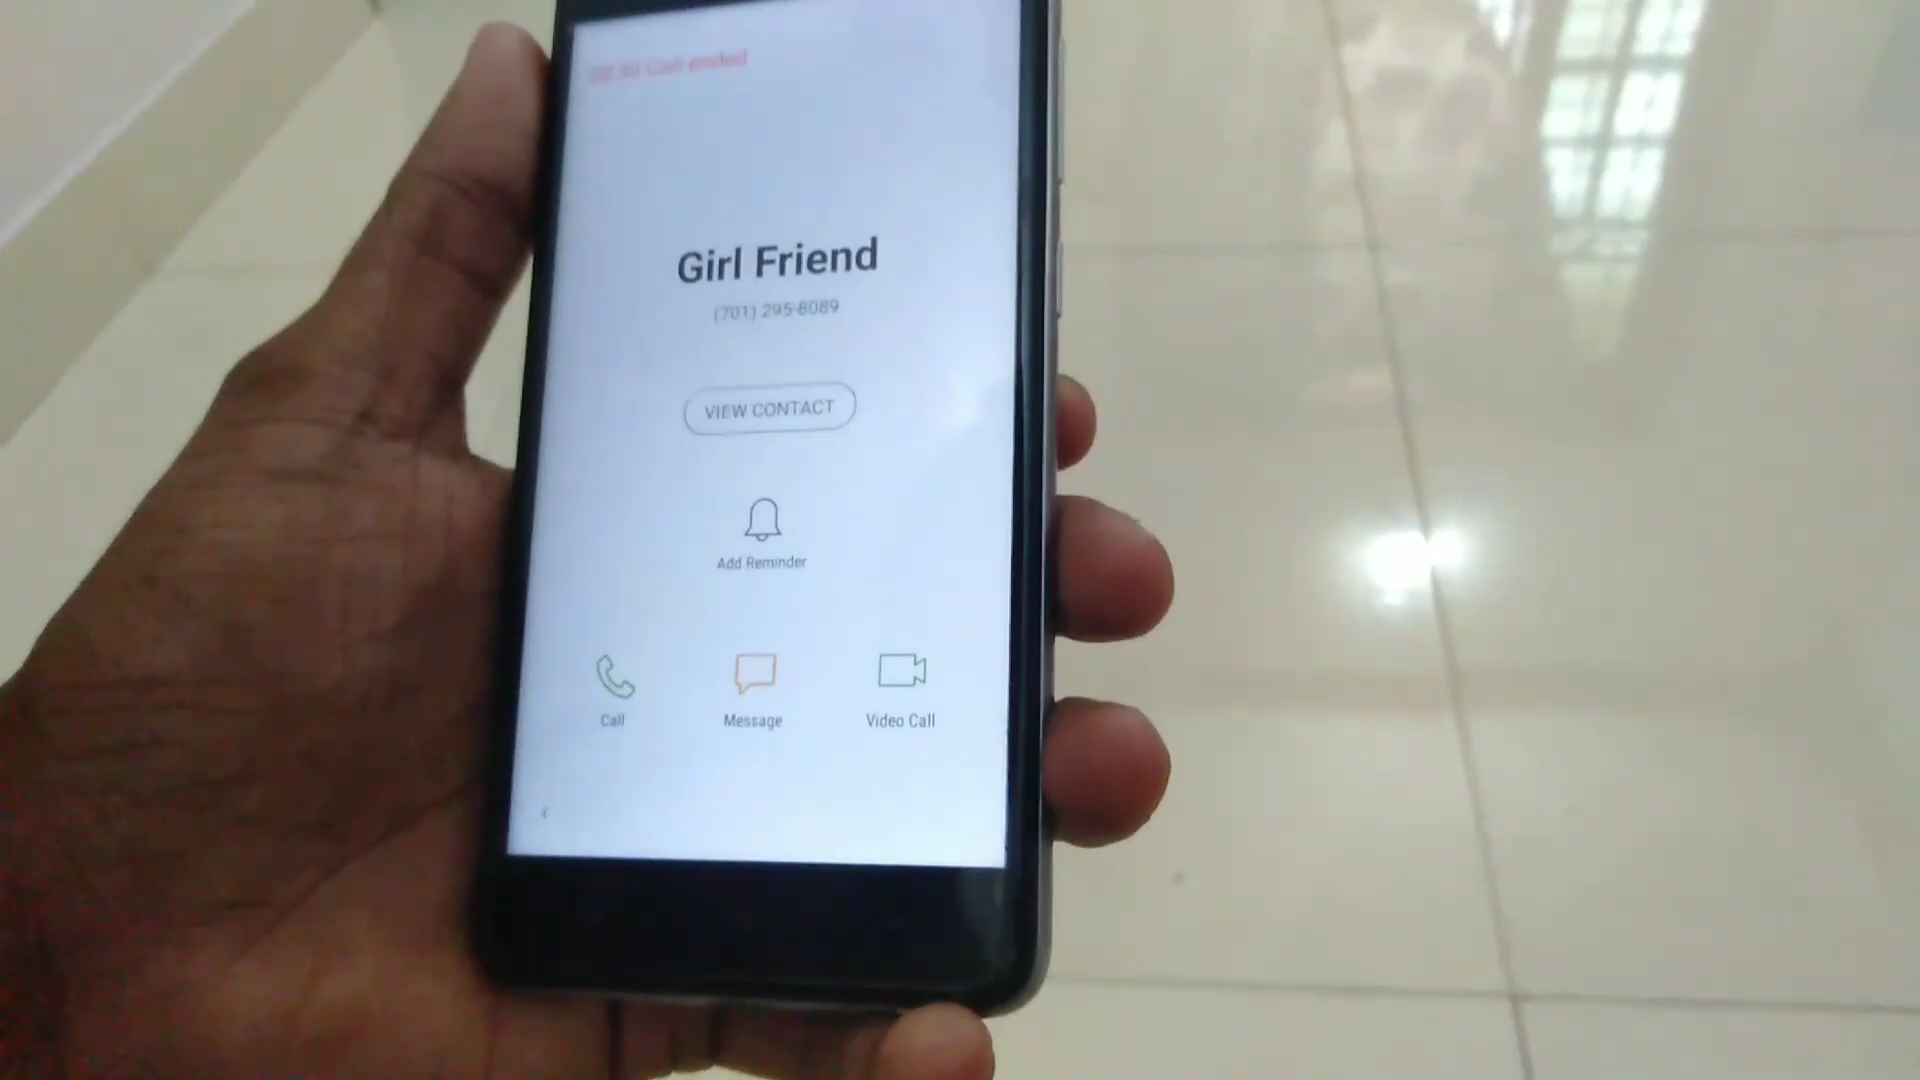 Call ended
Girl Friend
(701) 295-8089
VIEW CONTACT
Add Reminder
Call
Message
Video Call